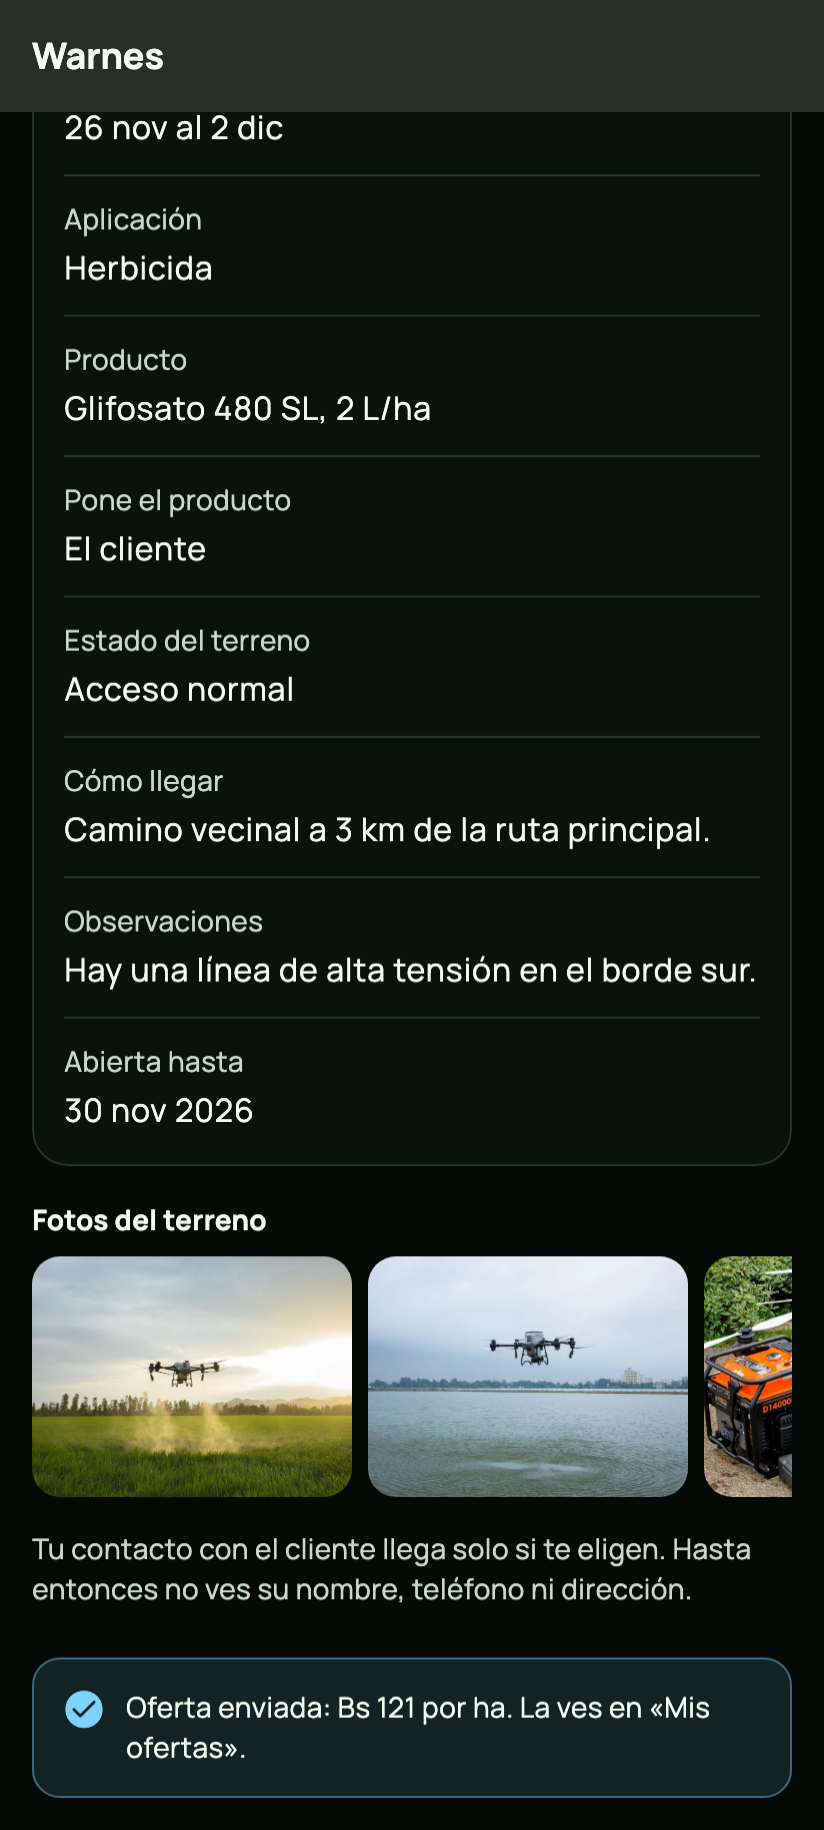 Warnes
26 nov al 2 dic
Aplicación
Herbicida
Producto
Glifosato 480 SL, 2 L/ha
Pone el producto
El cliente
Estado del terreno
Acceso normal
Cómo llegar
Camino vecinal a 3 km de la ruta principal.
Observaciones
Hay una línea de alta tensión en el borde sur.
Abierta hasta
30 nov 2026
Fotos del terreno
D14000
Tu contacto con el cliente llega solo si te eligen. Hasta
entonces no ves su nombre, teléfono ni dirección.
Oferta enviada: Bs 121 por ha. La ves en «Mis
ofertas».